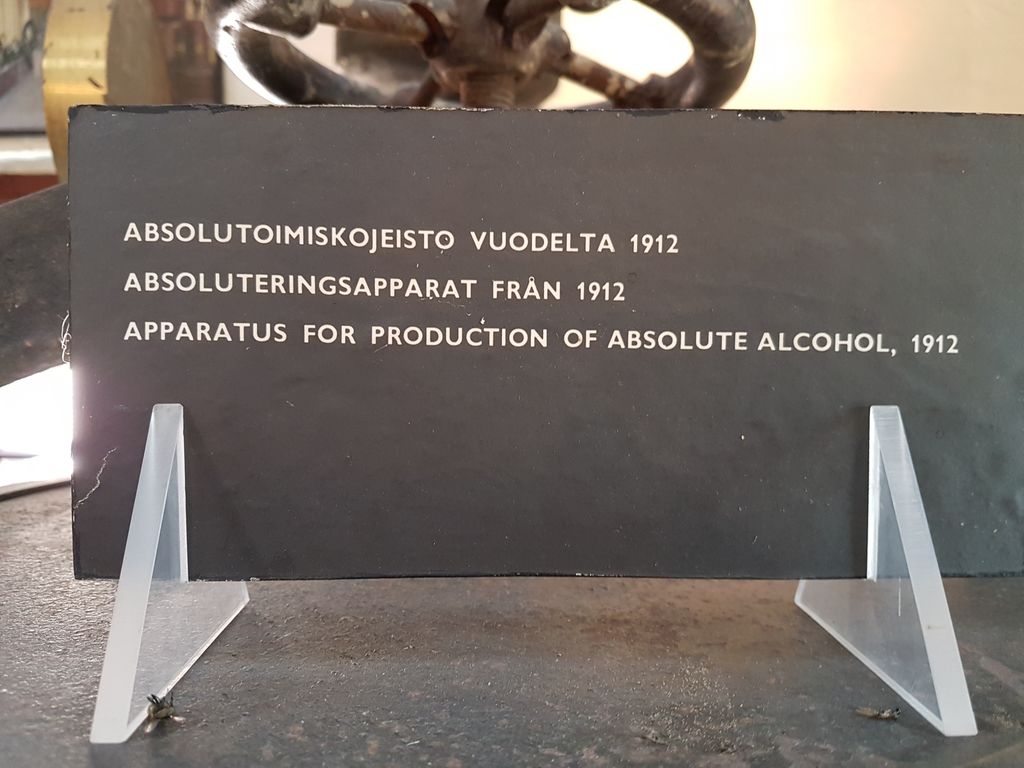 ABSOLUTOIMISKOJEISTO VUODELTA 1912
ABSOLUTERINGSAPPARAT FRÅN 1912
APPARATUS FOR PRODUCTION OF ABSOLUTE ALCOHOL, 1912